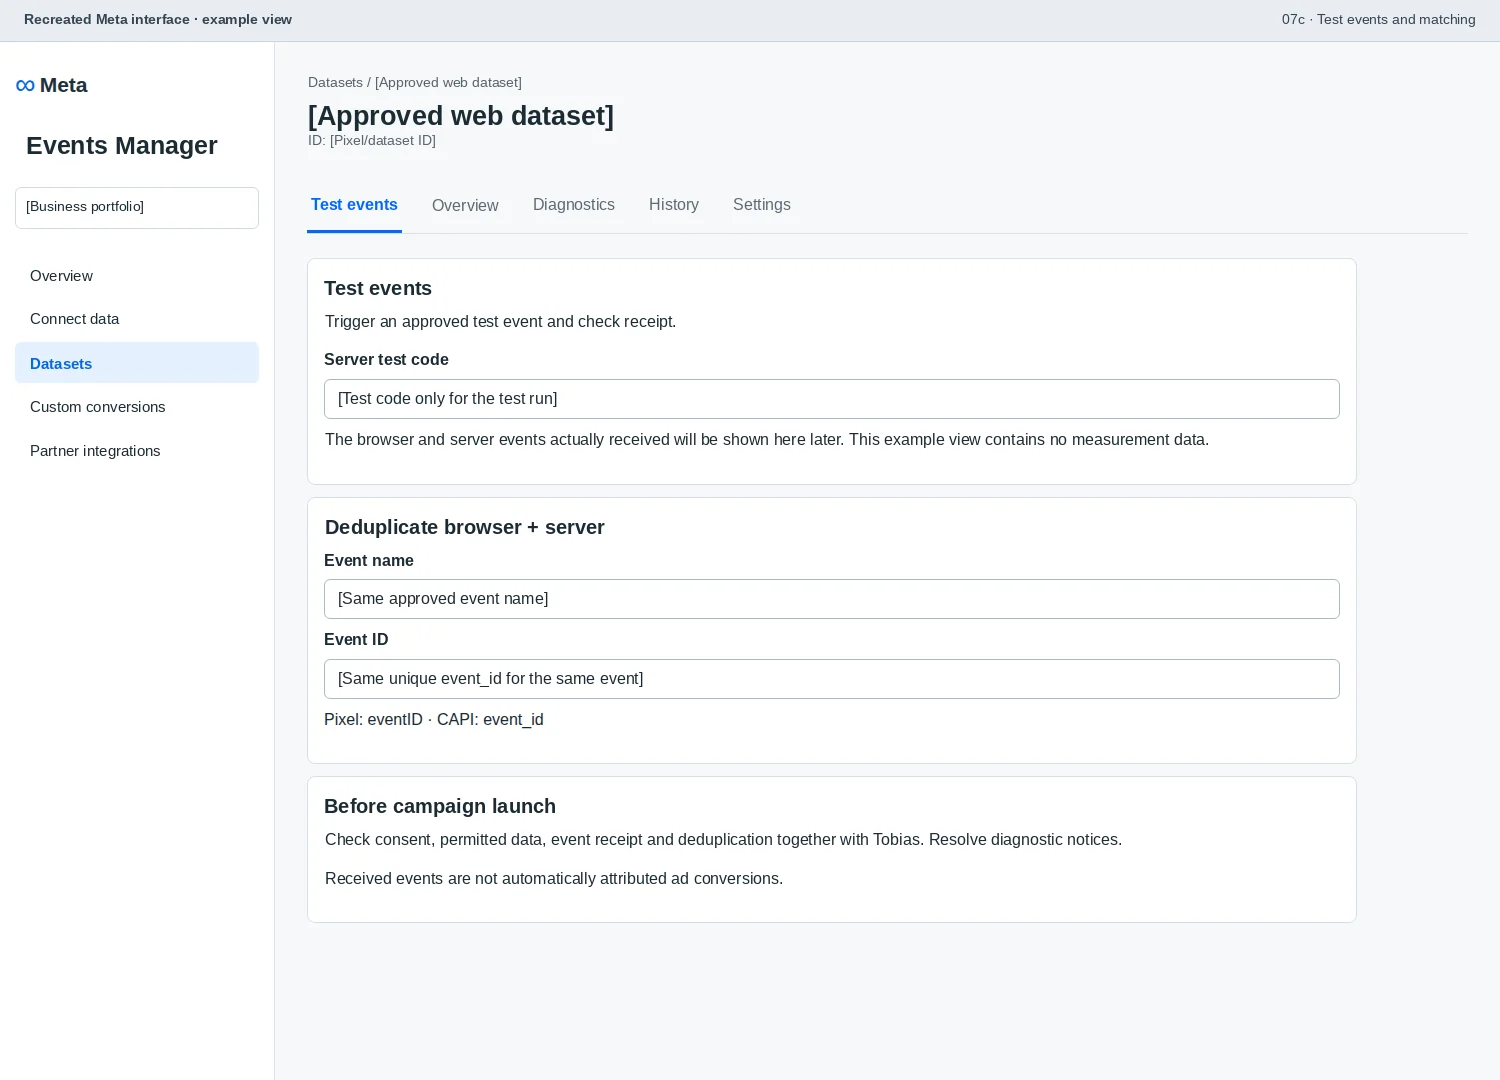 Recreated Meta interface · example view
07c · Test events and matching
∞ Meta
Events Manager
[Business portfolio]
Overview
Connect data
Datasets
Custom conversions
Partner integrations
Datasets / [Approved web dataset]
[Approved web dataset]
ID: [Pixel/dataset ID]
Test events
Overview
Diagnostics
History
Settings
Test events
Trigger an approved test event and check receipt.
Server test code
[Test code only for the test run]
The browser and server events actually received will be shown here later. This example view contains no measurement data.
Deduplicate browser + server
Event name
[Same approved event name]
Event ID
[Same unique event_id for the same event]
Pixel: eventID · CAPI: event_id
Before campaign launch
Check consent, permitted data, event receipt and deduplication together with Tobias. Resolve diagnostic notices.
Received events are not automatically attributed ad conversions.